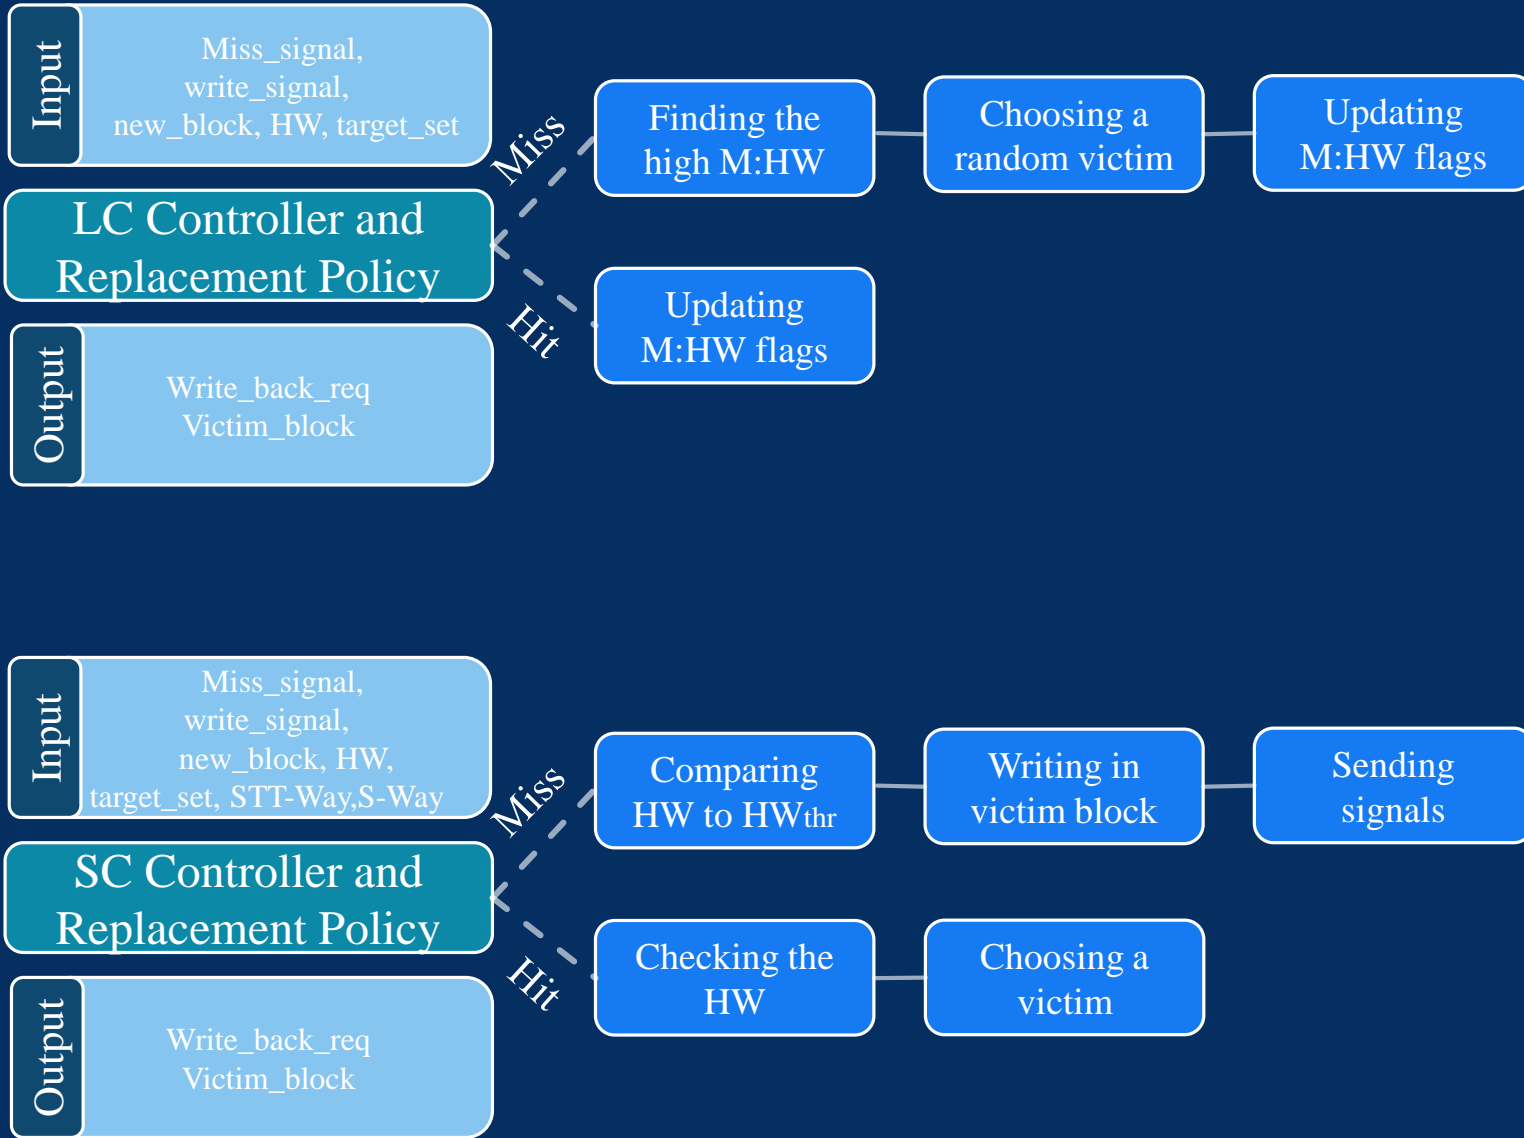 Input
Miss_signal,
write_signal,
new_block, HW, target_set
LC Controller and
Replacement Policy
Output
Write_back_req
Victim_block
Miss
Finding the
high M:HW
Choosing a
random victim
Updating
M:HW flags
Hit
Updating
M:HW flags
Input
Miss_signal,
write_signal,
new_block, HW,
target_set, STT-Way,S-Way
SC Controller and
Replacement Policy
Output
Write_back_req
Victim_block
Miss
Comparing
HW to HWthr
Writing in
victim block
Sending
signals
Hit
Checking the
HW
Choosing a
victim